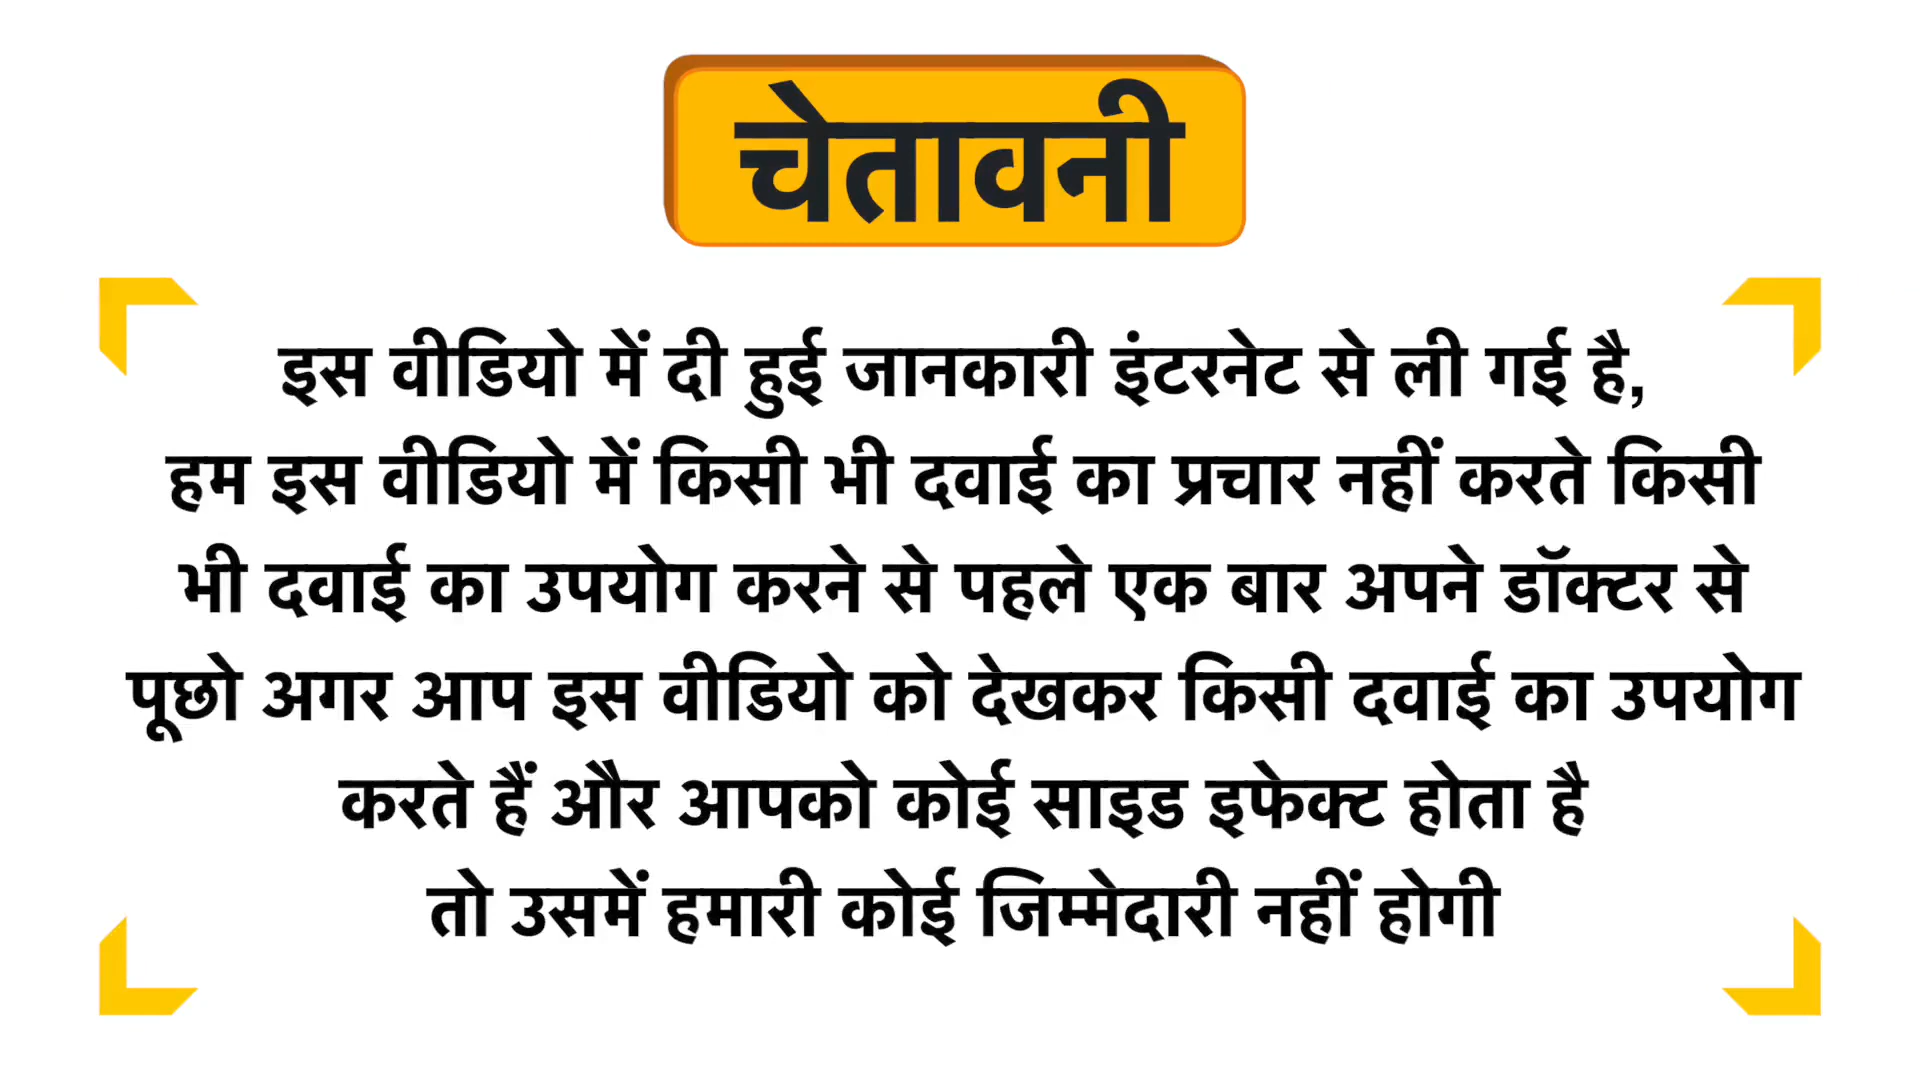 चेतावनी
इस वीडियो में दी हुई जानकारी इंटरनेट से ली गई है,
हम इस वीडियो में किसी भी दवाई का प्रचार नहीं करते किसी
भी दवाई का उपयोग करने से पहले एक बार अपने डॉक्टर से
पूछो अगर आप इस वीडियो को देखकर किसी दवाई का उपयोग
करते हैं और आपको कोई साइड इफेक्ट होता है
तो उसमें हमारी कोई जिम्मेदारी नहीं होगी